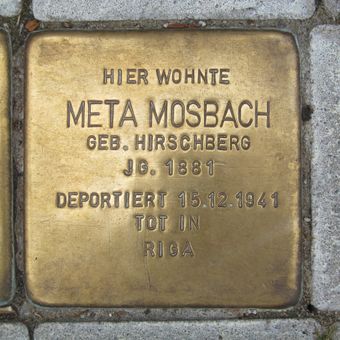 HIER WOHNTE
META MOSBACH
GEB. HIRSCHBERG
JG. 1881
DEPORTIERT 15.12.1941
TOT IN
RIGA